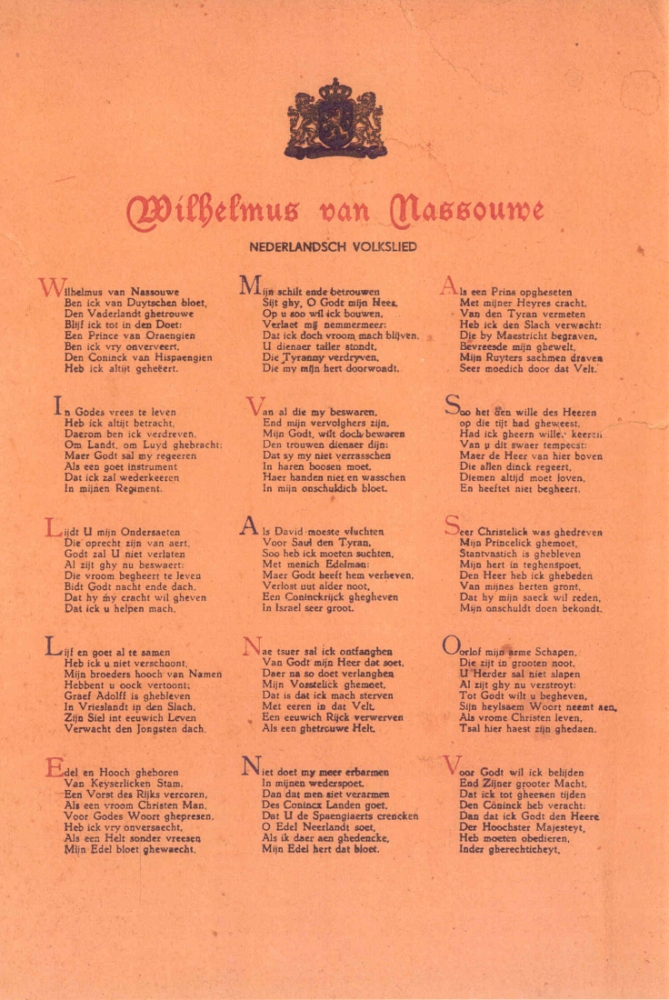 Wilhelmus van Nassouwe
NEDERLANDSCH VOLKSLIED
Wilhelmus van Nassouwe
Ben ick van Duytschen bloet,
Den Vaderlandt ghetrouwe
Blijf ick tot in den Doet:
Een Prince van Oraengien
Ben ick vry onverveert,
Den Coninck van Hispaengien
Heb ick altijt gheheert.
In Godes vrees te leven
Heb ick altijt betracht,
Daerom ben ick verdreven,
Om Landt, om Luyd ghebracht:
Maer Godt sal my regeeren
Als een goet instrument
Dat ick zal wederkeeren
In mijnen Regiment.
Lijdt U mijn Ondersaeten
Die oprecht zijn van aert,
Godt zal U niet verlaten
Al zijt ghy nu beswaert:
Die vroom begheert te leven
Bidt Godt nacht ende dach,
Dat hy my cracht wil gheven
Dat ick u helpen mach.
Lijf en goet al te samen
Heb ick u niet verschoont,
Mijn broeders hooch van Namen
Hebbent u oock vertoont:
Graef Adolff is ghebleven
In Vrieslandt in den Slach,
Zijn Siel int eeuwich Leven
Verwacht den Jongsten dach.
Edel en Hooch gheboren
Van Keyserlicken Stam,
Een Vorst des Rijks vercoren,
Als een vroom Christen Man,
Voor Godes Woort ghepresen,
Heb ick vry onversaecht,
Als een Helt sonder vreesen
Mijn Edel bloet ghewaecht.
Mijn schilt ende betrouwen
Sijt ghy, O Godt mijn Heer,
Op u soo wil ick bouwen,
Verlaet mij nemmermeer:
Dat ick doch vroom mach blijven,
U dienaer taller stondt,
Die Tyranny verdryven,
Die my mijn hert doorwondt.
Van al die my beswaren,
End mijn vervolghers zijn,
Mijn Godt, wilt doch bewaren
Den trouwen dienaer dijn:
Dat sy my niet verrasschen
In haren boosen moet,
Haer handen niet en wasschen
In mijn onschuldich bloet.
Als David moeste vluchten
Voor Saul den Tyran,
Soo heb ick moeten suchten,
Met menich Edelman:
Maer Godt heeft hem verheven,
Verlost uut alder noot,
Een Coninckrijck ghegheven
In Israel seer groot.
Nae tsuer sal ick ontfanghen
Van Godt mijn Heer dat soet,
Daer na so doet verlanghen
Mijn Vorstelick ghemoet,
Dat is dat ick mach sterven
Met eeren in dat Velt,
Een eeuwich Rijck verwerven
Als een ghetrouwe Helt.
Niet doet my meer erbarmen
In mijnen wederspoet,
Dan dat men siet verarmen
Des Conincx Landen goet,
Dat U de Spaengiaerts crencken
O Edel Neerlandt soet,
Als ik daer aen ghedencke,
Mijn Edel hert dat bloet.
Als een Prins opgheseten
Met mijner Heyres cracht,
Van den Tyran vermeten
Heb ick den Slach verwacht:
Die by Maestricht begraven,
Bevreesde mijn ghewelt,
Mijn Ruyters sachmen draven
Seer moedich door dat Velt.
Soo het den wille des Heeren
op die tijt had gheweest,
Had ick gheern wille, keeren
Van u dit swaer tempeest:
Maer de Heer van hier boven
Die allen dinck regeert,
Diemen altijd moet loven,
En heeftet niet begheert.
Seer Christelick was ghedreven
Mijn Princelick ghemoet,
Stantvastich is ghebleven
Mijn hert in teghenspoet,
Den Heer heb ick ghebeden
Van mijnes herten gront,
Dat hy mijn saeck wil reden,
Mijn onschuldt doen bekondt.
Oorlof mijn arme Schapen,
Die zijt in grooten noot,
U Herder sal niet slapen
Al zijt ghy nu verstroyt:
Tot Godt wilt u begheven,
Sijn heylsaem Woort neemt aen,
Als vrome Christen leven,
Tsal hier haest zijn ghedaen.
Voor Godt wil ick belijden
End Zijner grooter Macht,
Dat ick tot gheenen tijden
Den Coninck heb veracht:
Dan dat ick Godt den Heere
Der Hoochster Majesteyt,
Heb moeten obedieren,
Inder gherechticheyt.